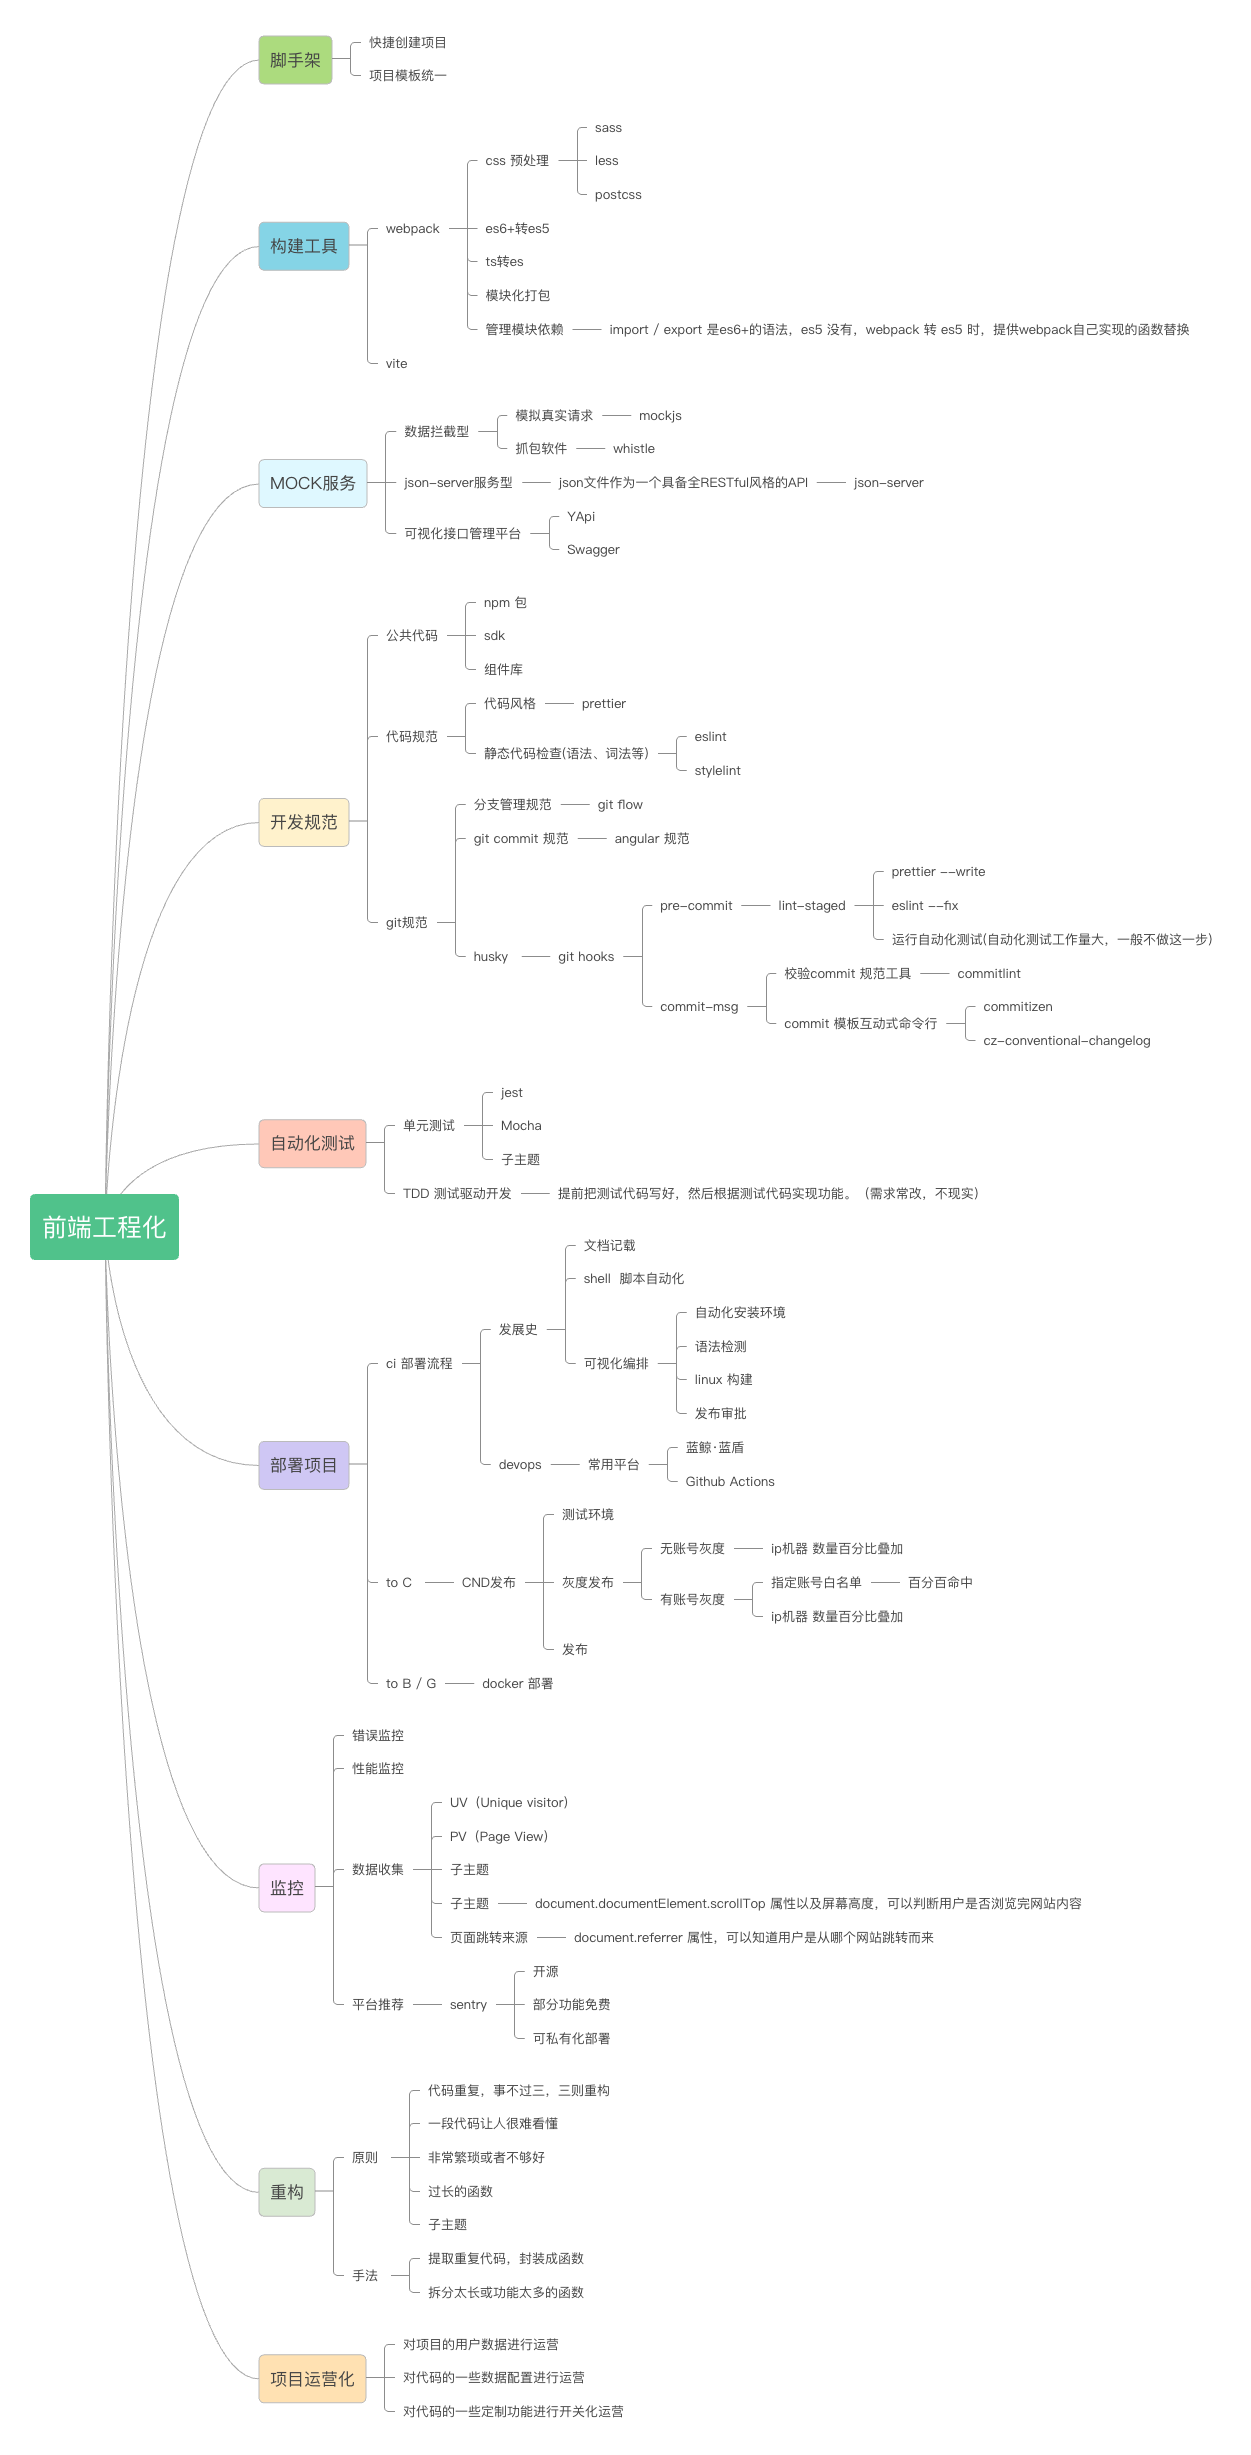 前端工程化
脚手架
快捷创建项目
项目模板统一
构建工具
webpack
css 预处理
sass
less
postcss
es6+转es5
ts转es
模块化打包
管理模块依赖
import / export 是es6+的语法，es5 没有，webpack 转 es5 时，提供webpack自己实现的函数替换
vite
MOCK服务
数据拦截型
模拟真实请求
mockjs
抓包软件
whistle
json-server服务型
json文件作为一个具备全RESTful风格的API
json-server
可视化接口管理平台
YApi
Swagger
开发规范
公共代码
npm 包
sdk
组件库
代码规范
代码风格
prettier
静态代码检查(语法、词法等)
eslint
stylelint
git规范
分支管理规范
git flow
git commit 规范
angular 规范
husky
git hooks
pre-commit
lint-staged
prettier --write
eslint --fix
运行自动化测试(自动化测试工作量大，一般不做这一步)
commit-msg
校验commit 规范工具
commitlint
commit 模板互动式命令行
commitizen
cz-conventional-changelog
自动化测试
单元测试
jest
Mocha
子主题
TDD 测试驱动开发
提前把测试代码写好，然后根据测试代码实现功能。（需求常改，不现实）
部署项目
ci 部署流程
发展史
文档记载
shell 脚本自动化
可视化编排
自动化安装环境
语法检测
linux 构建
发布审批
devops
常用平台
蓝鲸·蓝盾
Github Actions
to C
CND发布
测试环境
灰度发布
无账号灰度
ip机器 数量百分比叠加
有账号灰度
指定账号白名单
百分百命中
ip机器 数量百分比叠加
发布
to B / G
docker 部署
监控
错误监控
性能监控
数据收集
UV（Unique visitor）
PV（Page View）
子主题
子主题
document.documentElement.scrollTop 属性以及屏幕高度，可以判断用户是否浏览完网站内容
页面跳转来源
document.referrer 属性，可以知道用户是从哪个网站跳转而来
平台推荐
sentry
开源
部分功能免费
可私有化部署
重构
原则
代码重复，事不过三，三则重构
一段代码让人很难看懂
非常繁琐或者不够好
过长的函数
子主题
手法
提取重复代码，封装成函数
拆分太长或功能太多的函数
项目运营化
对项目的用户数据进行运营
对代码的一些数据配置进行运营
对代码的一些定制功能进行开关化运营